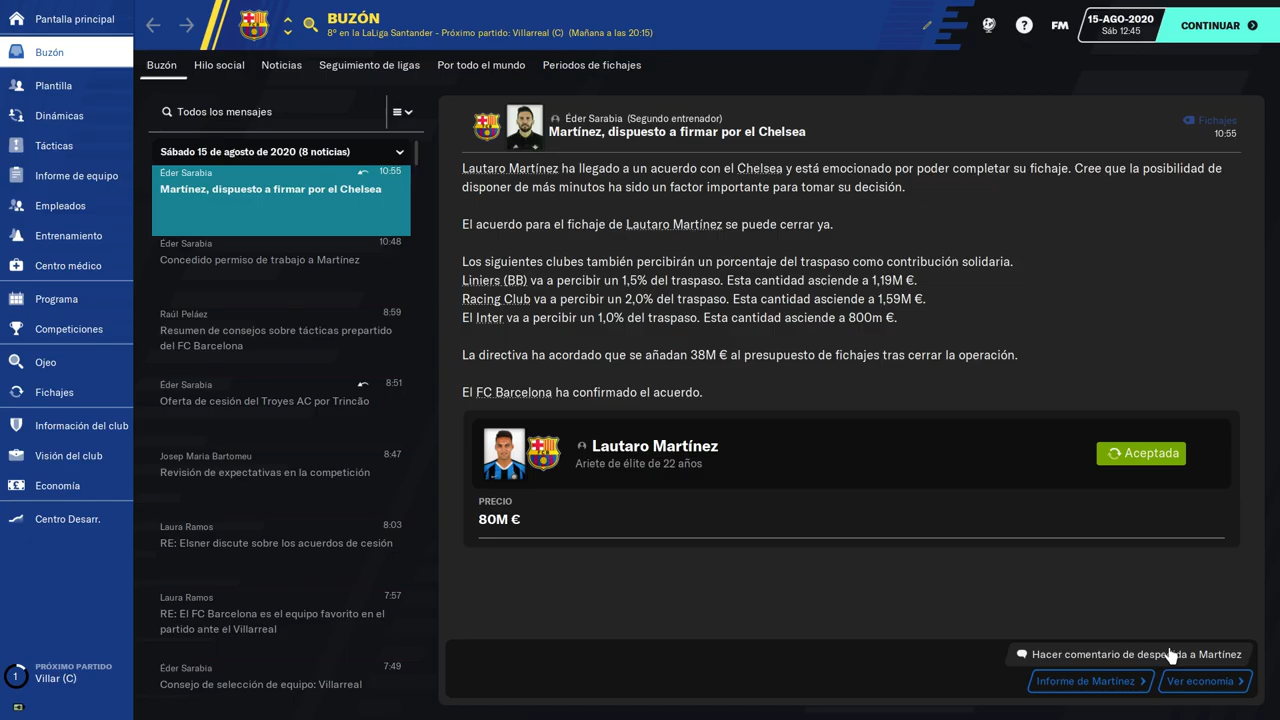 Pantalla principal
Buzón
Plantilla
Dinámicas
Tácticas
Informe de equipo
Empleados
Entrenamiento
Centro médico
Programa
Competiciones
Ojeo
Fichajes
Información del club
Visión del club
Economía
Centro Desarr.
1
PRÓXIMO PARTIDO
Villar (C)
BUZÓN
8º en la LaLiga Santander - Próximo partido: Villarreal (C) (Mañana a las 20:15)
?
FM
15-AGO-2020
Sáb 12:45
CONTINUAR
Buzón Hilo social Noticias Seguimiento de ligas Por todo el mundo Periodos de fichajes
Todos los mensajes
Sábado 15 de agosto de 2020 (8 noticias)
Éder Sarabia 10:55
Martínez, dispuesto a firmar por el Chelsea
Éder Sarabia 10:48
Concedido permiso de trabajo a Martínez
Raúl Peláez 8:59
Resumen de consejos sobre tácticas prepartido
del FC Barcelona
Éder Sarabia 8:51
Oferta de cesión del Troyes AC por Trincão
Josep Maria Bartomeu 8:47
Revisión de expectativas en la competición
Laura Ramos 8:03
RE: Elsner discute sobre los acuerdos de cesión
Laura Ramos 7:57
RE: El FC Barcelona es el equipo favorito en el
partido ante el Villarreal
Éder Sarabia 7:49
Consejo de selección de equipo: Villarreal
Éder Sarabia (Segundo entrenador)
Martínez, dispuesto a firmar por el Chelsea
Fichajes
10:55
Lautaro Martínez ha llegado a un acuerdo con el Chelsea y está emocionado por poder completar su fichaje. Cree que la posibilidad de
disponer de más minutos ha sido un factor importante para tomar su decisión.
El acuerdo para el fichaje de Lautaro Martínez se puede cerrar ya.
Los siguientes clubes también percibirán un porcentaje del traspaso como contribución solidaria.
Liniers (BB) va a percibir un 1,5% del traspaso. Esta cantidad asciende a 1,19M €.
Racing Club va a percibir un 2,0% del traspaso. Esta cantidad asciende a 1,59M €.
El Inter va a percibir un 1,0% del traspaso. Esta cantidad asciende a 800m €.
La directiva ha acordado que se añadan 38M € al presupuesto de fichajes tras cerrar la operación.
El FC Barcelona ha confirmado el acuerdo.
Lautaro Martínez
Ariete de élite de 22 años
Aceptada
PRECIO
80M €
Hacer comentario de despedida a Martínez
Informe de Martínez
Ver economía